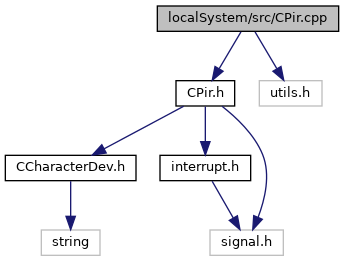 localSystem/src/CPir.cpp
CPir.h
utils.h
CCharacterDev.h
interrupt.h
string
signal.h